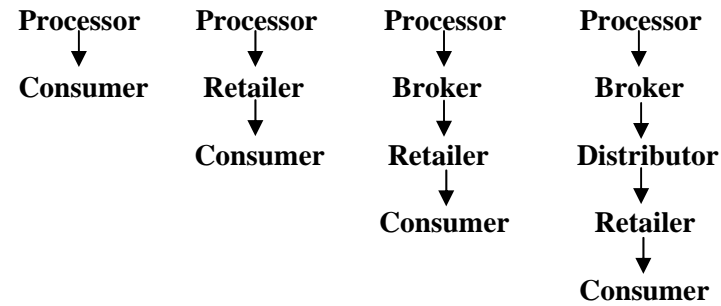 Processor Processor Processor Processor
Consumer Retailer Broker Broker
Consumer Retailer Distributor
Consumer Retailer
Consumer